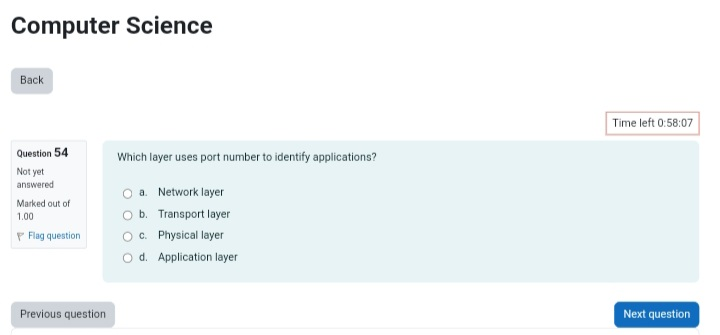 Computer Science
Back
Time left 0:58:07
Question 54
Not yet
answered
Marked out of
1.00
Flag question
Which layer uses port number to identify applications?
a. Network layer
b. Transport layer
c. Physical layer
d. Application layer
Previous question
Next question